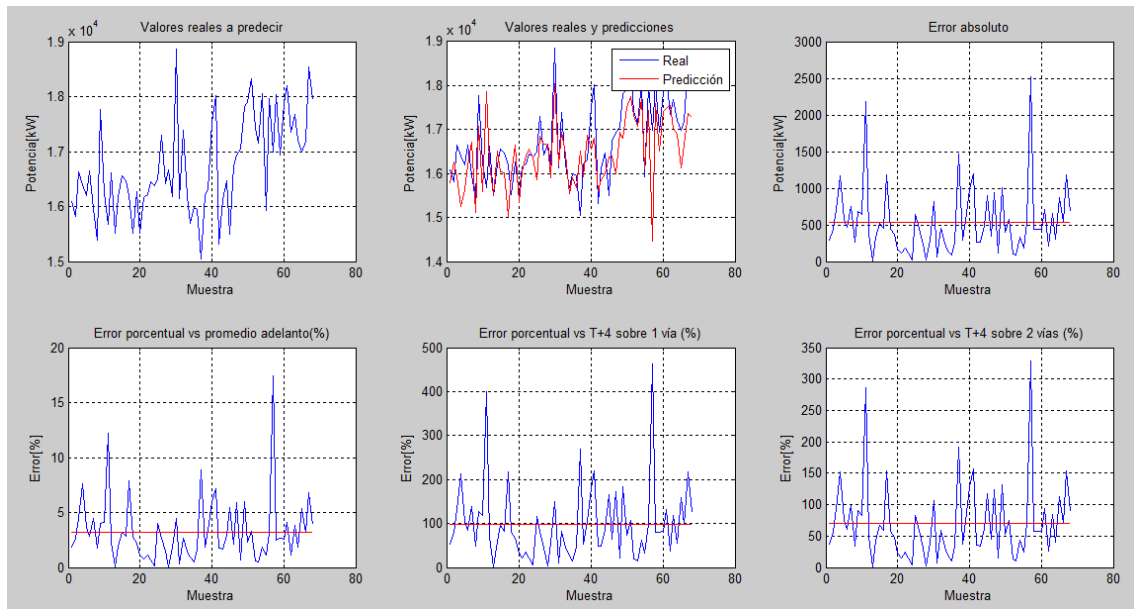 Valores reales a predecir
x 10^4
1.9
1.8
1.7
1.6
1.5
Potencia[kW]
0 20 40 60 80
Muestra
Valores reales y predicciones
x 10^4
1.9
1.8
1.7
1.6
1.5
1.4
Potencia[kW]
Real
Predicción
0 20 40 60 80
Muestra
Error absoluto
3000
2500
2000
1500
1000
500
0
Potencia[kW]
0 20 40 60 80
Muestra
Error porcentual vs promedio adelanto(%)
20
15
10
5
0
Error[%]
0 20 40 60 80
Muestra
Error porcentual vs T+4 sobre 1 vía (%)
500
400
300
200
100
0
Error[%]
0 20 40 60 80
Muestra
Error porcentual vs T+4 sobre 2 vías (%)
350
300
250
200
150
100
50
0
Error[%]
0 20 40 60 80
Muestra